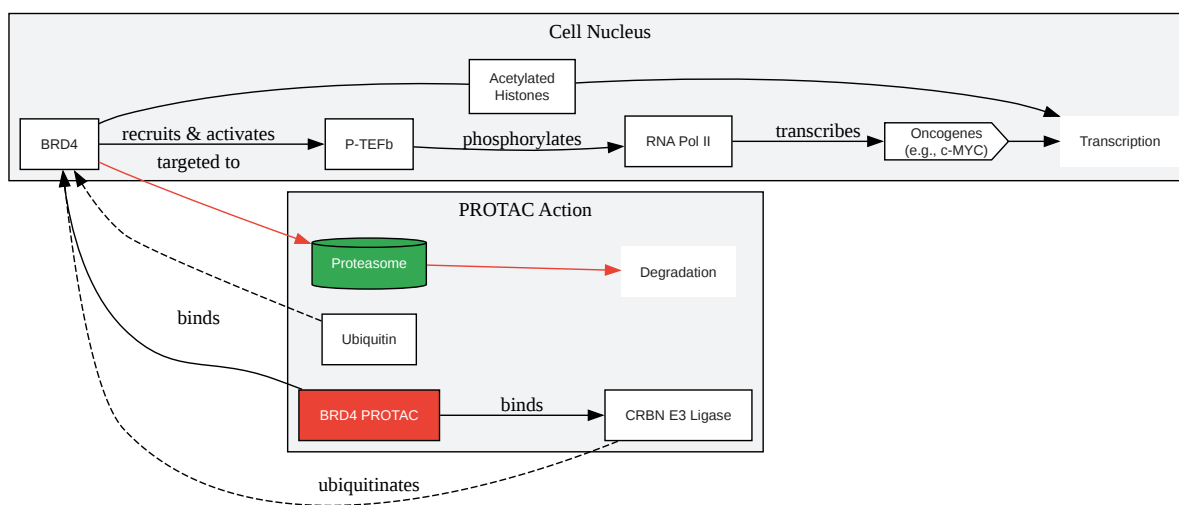 Cell Nucleus
Acetylated
Histones
BRD4
recruits & activates
P-TEFb
phosphorylates
RNA Pol II
transcribes
Oncogenes
(e.g., c-MYC)
Transcription
targeted to
PROTAC Action
Proteasome
Degradation
binds
Ubiquitin
BRD4 PROTAC
binds
CRBN E3 Ligase
ubiquitinates